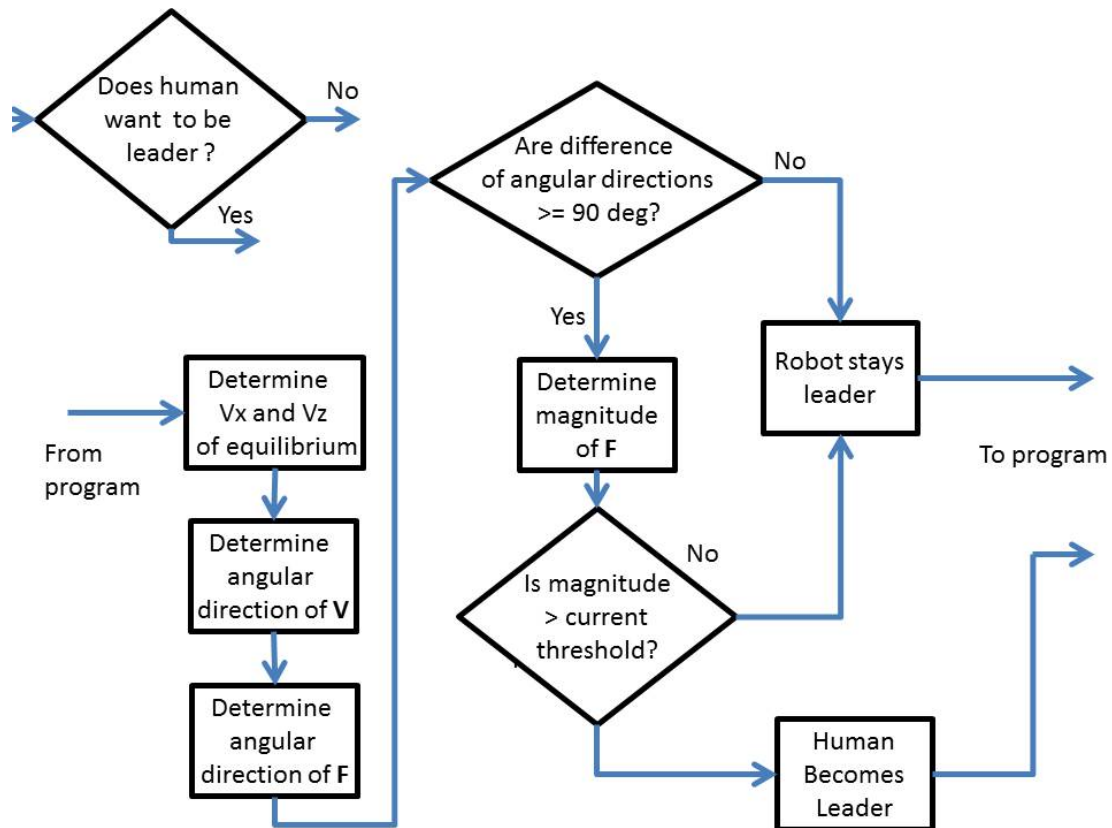 Does human
want to be
leader ?
No
Yes
From
program
Determine
Vx and Vz
of equilibrium
Determine
angular
direction of V
Determine
angular
direction of F
Are difference
of angular directions
>= 90 deg?
No
Yes
Determine
magnitude
of F
Is magnitude
> current
threshold?
No
Robot stays
leader
Human
Becomes
Leader
To program